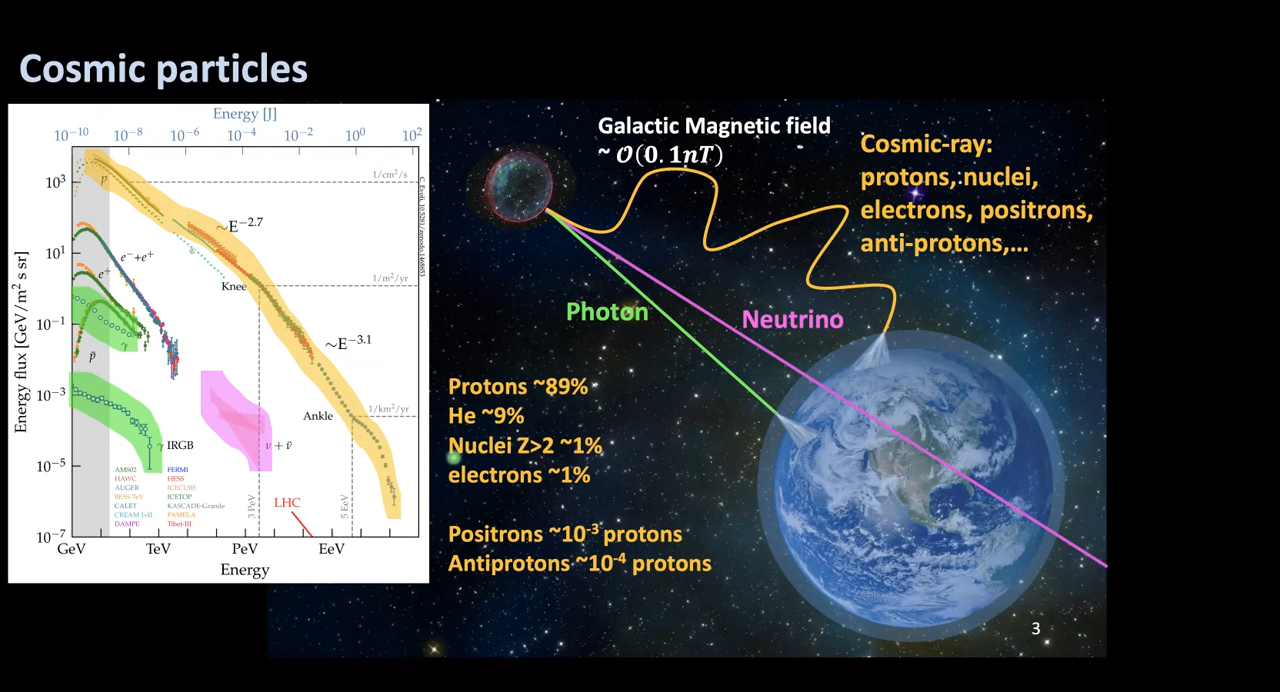 Cosmic particles
Energy [J]
10⁻¹⁰ 10⁻⁸ 10⁻⁶ 10⁻⁴ 10⁻² 10⁰ 10²
Energy flux [GeV/m² s sr]
10³
10¹
10⁻¹
10⁻³
10⁻⁵
10⁻⁷
1/cm²/s
p
~E⁻²·⁷
e⁻+e⁺
e⁺
1/m²/yr
Knee
γ
p̄
~E⁻³·¹
1/km²/yr
Ankle
γ IRGB
ν + ν̄
AMS02 FERMI
HAWC HESS
AUGER ICECUBE
BESS-TeV ICETOP
CALET KASCADE-Grande
CREAM I+II PAMELA
DAMPE Tibet-III
3 PeV
5 EeV
LHC
GeV TeV PeV EeV
Energy
Galactic Magnetic field
~ 𝒪(0.1nT)
Cosmic-ray:
protons, nuclei,
electrons, positrons,
anti-protons,...
Photon
Neutrino
Protons ~89%
He ~9%
Nuclei Z>2 ~1%
electrons ~1%
Positrons ~10⁻³ protons
Antiprotons ~10⁻⁴ protons
3